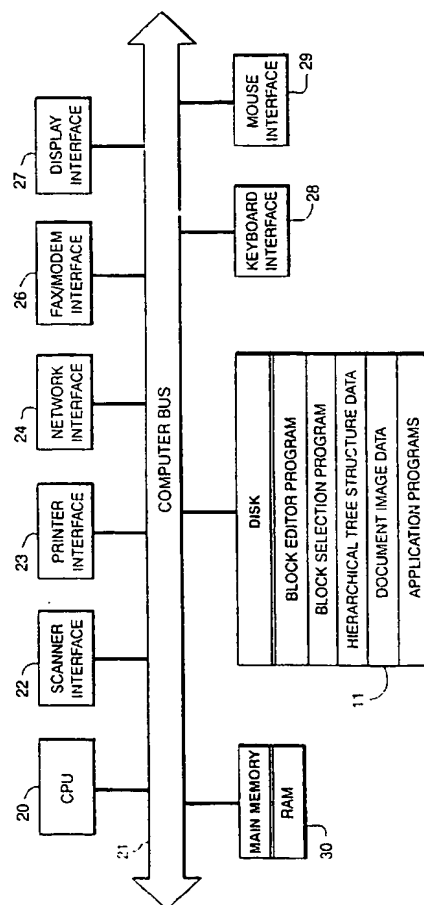 20
CPU
22
SCANNER
INTERFACE
23
PRINTER
INTERFACE
24
NETWORK
INTERFACE
26
FAX/MODEM
INTERFACE
27
DISPLAY
INTERFACE
21
COMPUTER BUS
MAIN MEMORY
RAM
30
DISK
BLOCK EDITOR PROGRAM
BLOCK SELECTION PROGRAM
HIERARCHICAL TREE STRUCTURE DATA
DOCUMENT IMAGE DATA
APPLICATION PROGRAMS
11
KEYBOARD
INTERFACE
28
MOUSE
INTERFACE
29